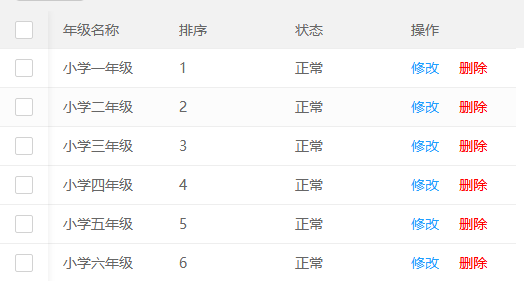 年级名称 排序 状态 操作
小学一年级 1 正常 修改 删除
小学二年级 2 正常 修改 删除
小学三年级 3 正常 修改 删除
小学四年级 4 正常 修改 删除
小学五年级 5 正常 修改 删除
小学六年级 6 正常 修改 删除